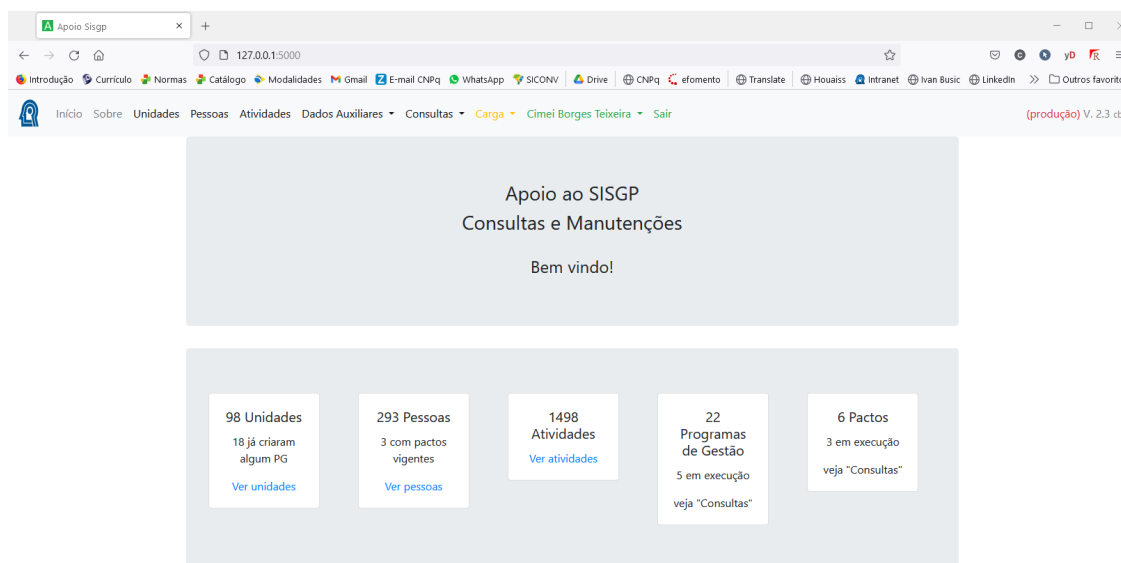 Apoio Sisgp
127.0.0.1:5000
yD
Introdução Currículo Normas Catálogo Modalidades Gmail E-mail CNPq WhatsApp SICONV Drive CNPq efomento Translate Houaiss Intranet Ivan Busic LinkedIn Outros favorito
Início Sobre Unidades Pessoas Atividades Dados Auxiliares Consultas Carga Cimei Borges Teixeira Sair (produção) V. 2.3
Apoio ao SISGP
Consultas e Manutenções
Bem vindo!
98 Unidades
18 já criaram
algum PG
Ver unidades
293 Pessoas
3 com pactos
vigentes
Ver pessoas
1498
Atividades
Ver atividades
22
Programas
de Gestão
5 em execução
veja "Consultas"
6 Pactos
3 em execução
veja "Consultas"